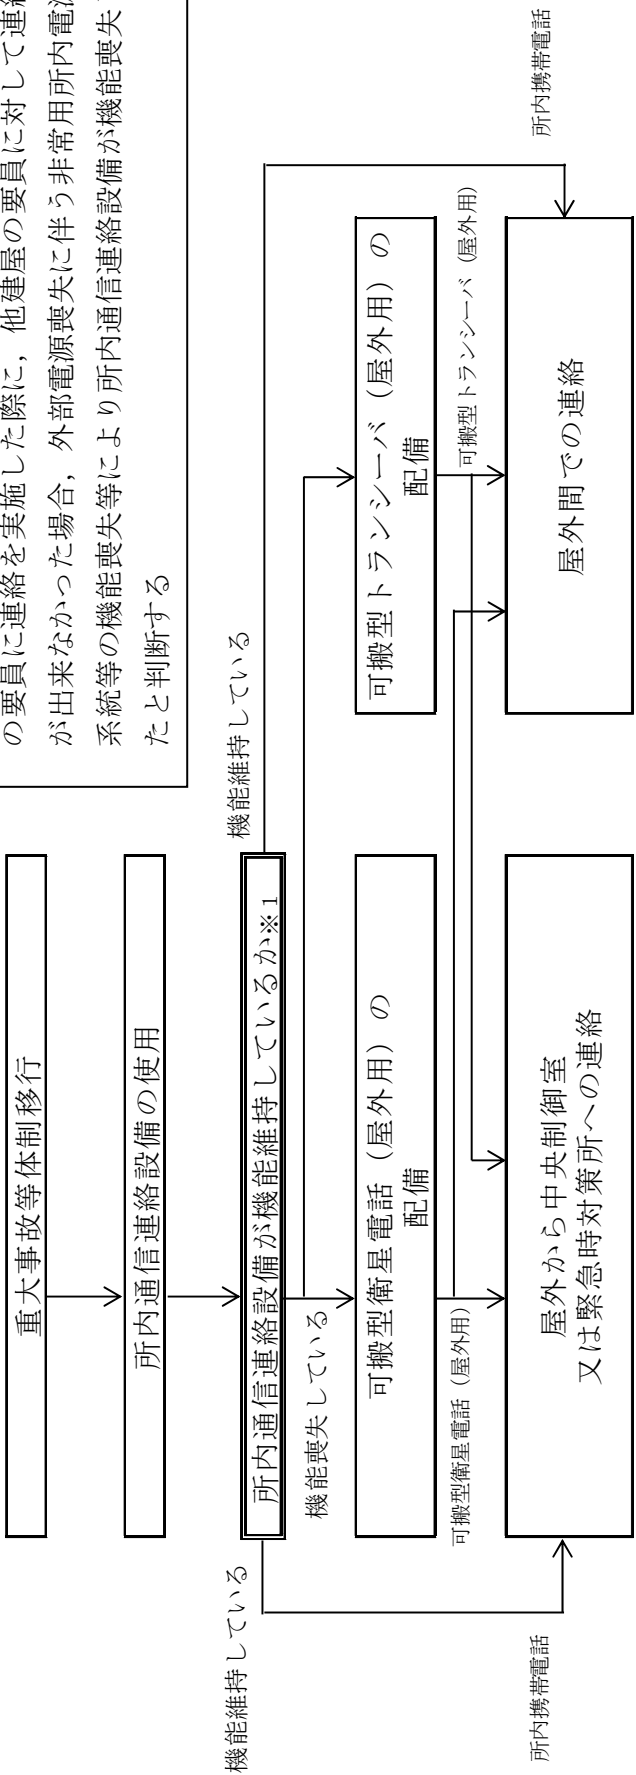 の要員に連絡を実施した際に，他建屋の要員に対して連絡
が出来なかった場合，外部電源喪失に伴う非常用所内電源
系統等の機能喪失等により所内通信連絡設備が機能喪失
たと判断する
重大事故等体制移行
所内通信連絡設備の使用
所内通信連絡設備が機能維持しているか※1
機能維持している
機能維持している
機能喪失している
可搬型衛星電話（屋外用）の
配備
可搬型トランシーバ（屋外用）の
配備
可搬型衛星電話（屋外用）
可搬型トランシーバ（屋外用）
屋外から中央制御室
又は緊急時対策所への連絡
屋外間での連絡
所内携帯電話
所内携帯電話